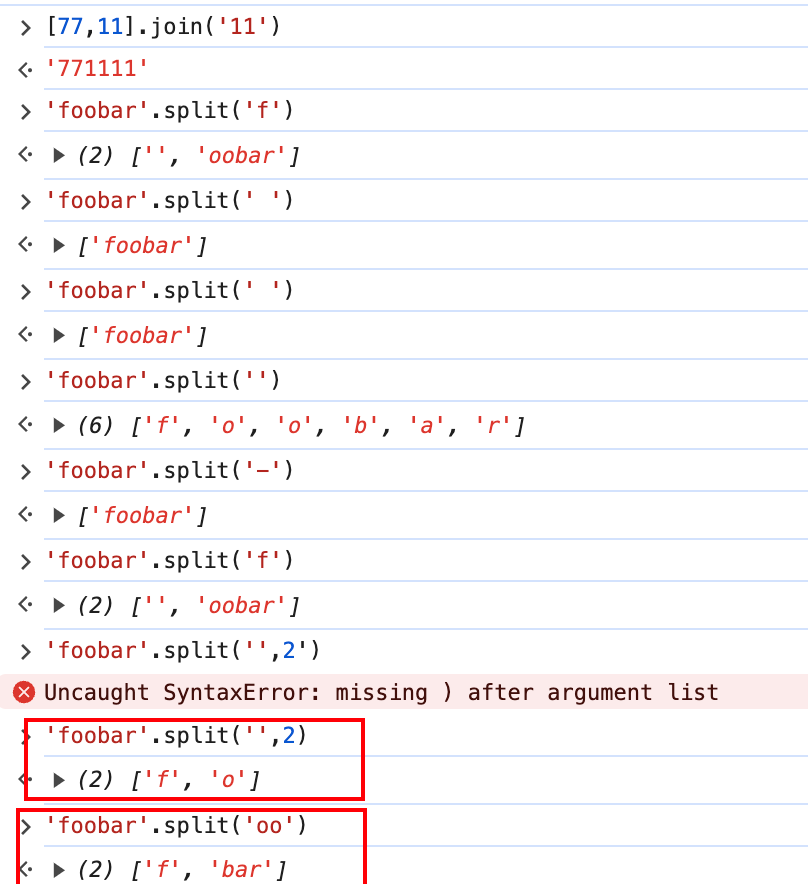 [77,11].join('11')
'771111'
'foobar'.split('f')
(2) ['', 'oobar']
'foobar'.split(' ')
['foobar']
'foobar'.split(' ')
['foobar']
'foobar'.split('')
(6) ['f', 'o', 'o', 'b', 'a', 'r']
'foobar'.split('-')
['foobar']
'foobar'.split('f')
(2) ['', 'oobar']
'foobar'.split('',2')
Uncaught SyntaxError: missing ) after argument list
'foobar'.split('',2)
(2) ['f', 'o']
'foobar'.split('oo')
(2) ['f', 'bar']